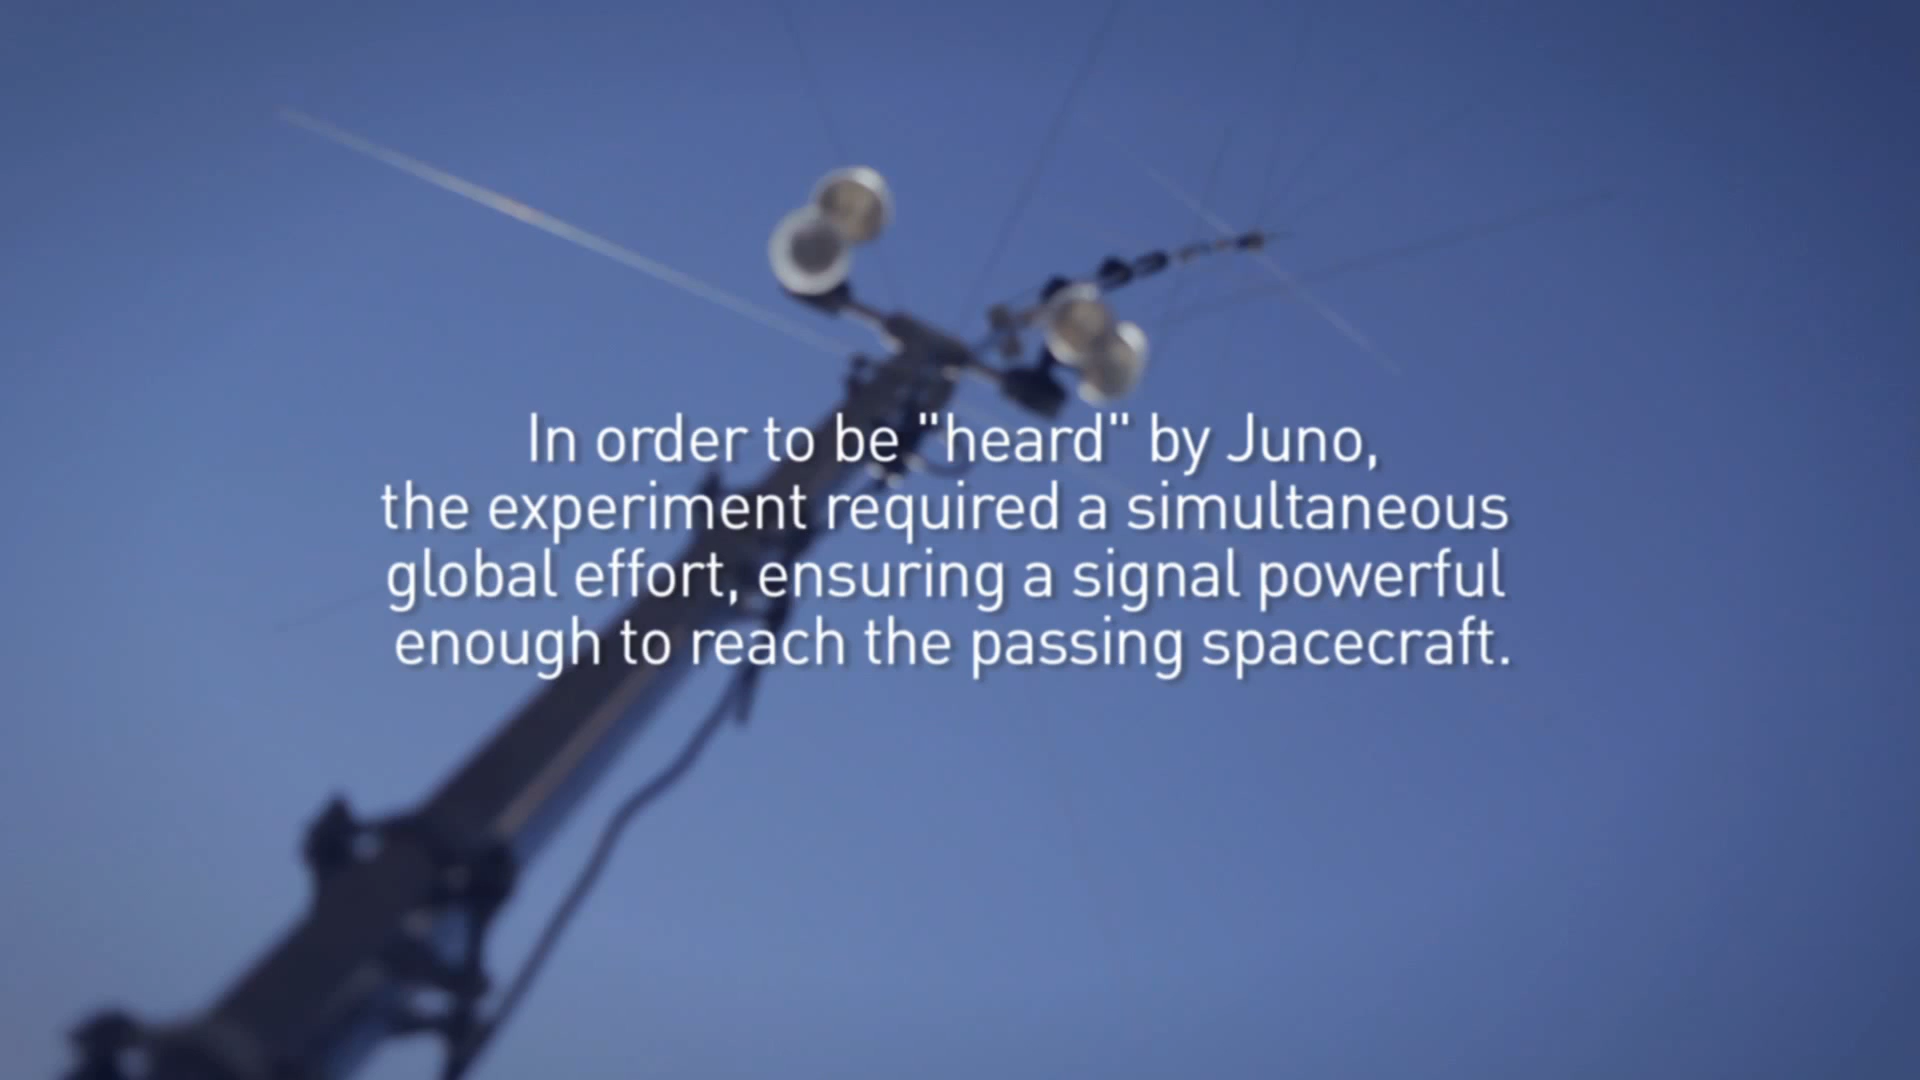 In order to be "heard" by Juno,
the experiment required a simultaneous
global effort, ensuring a signal powerful
enough to reach the passing spacecraft.